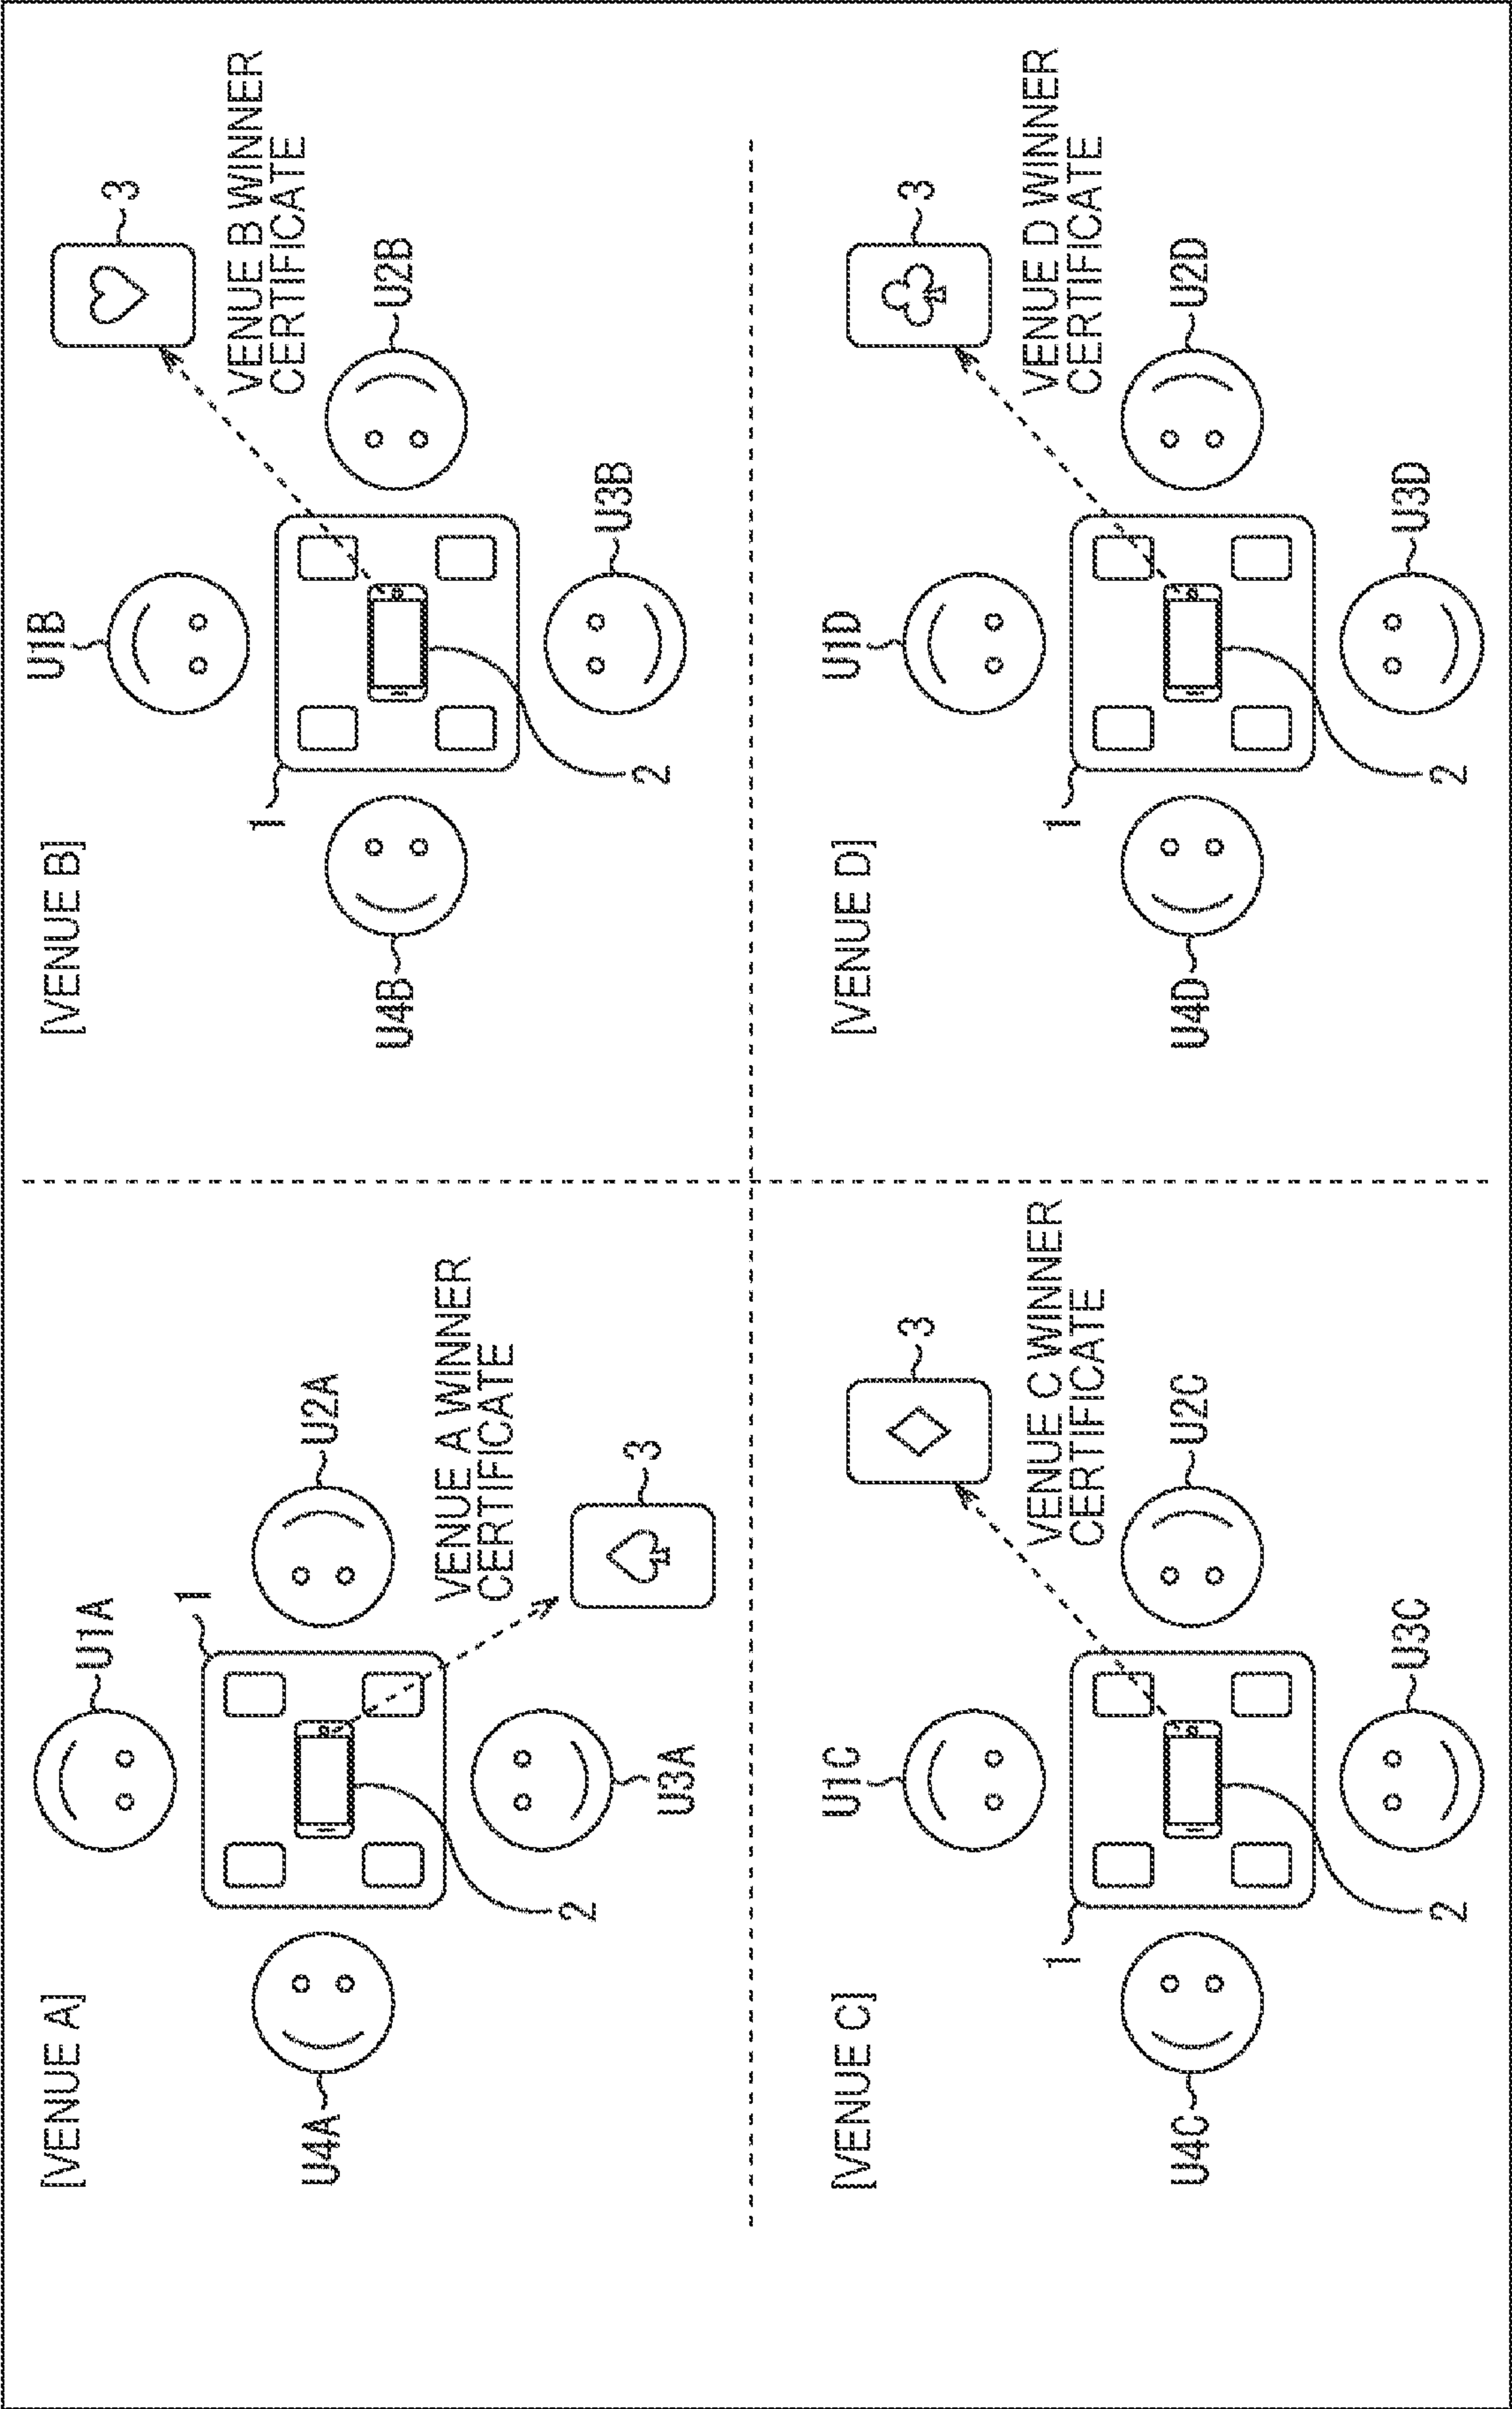 [VENUE A]
U1A
1
U2A
U4A
2
U3A
VENUE A WINNER
CERTIFICATE
3
[VENUE B]
U1B
3
VENUE B WINNER
CERTIFICATE
1
U2B
U4B
2
U3B
[VENUE C]
U1C
3
VENUE C WINNER
CERTIFICATE
1
U2C
U4C
2
U3C
[VENUE D]
U1D
3
VENUE D WINNER
CERTIFICATE
1
U2D
U4D
2
U3D